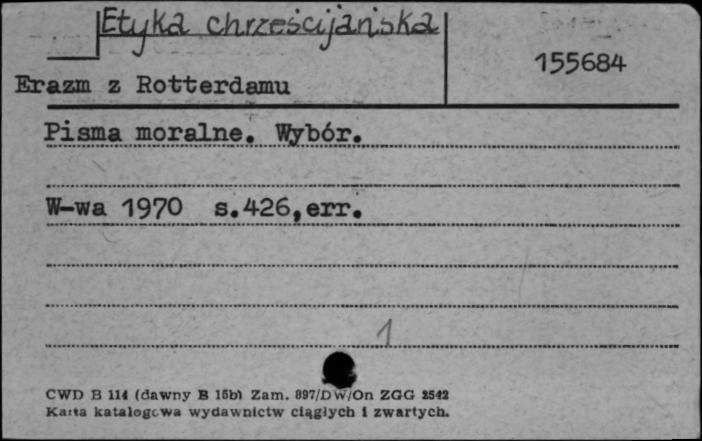 Etyka chrześcijańska
155684
Erazm z Rotterdamu
Pisma moralne. Wybór.
W-wa 1970 s.426,err.
1
CWD B 114 (dawny B 15b) Zam. 897/DW/On ZGG 2542
Karta katalogowa wydawnictw ciągłych i zwartych.